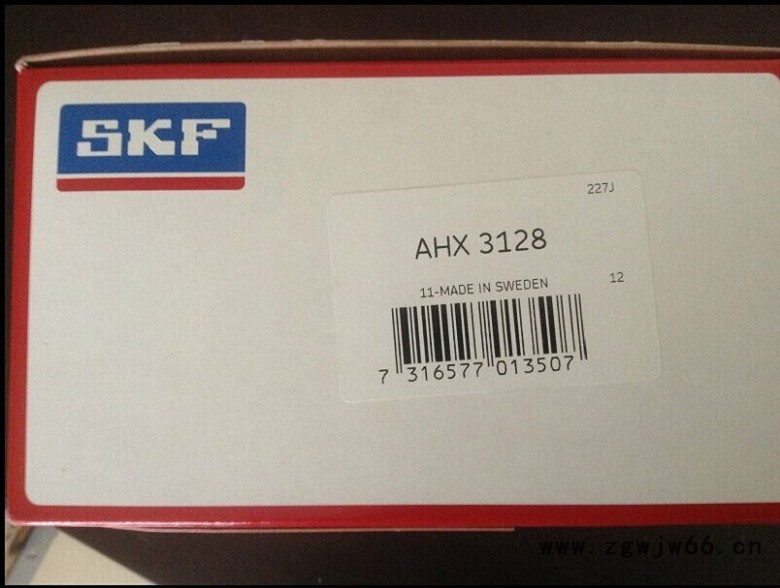 SKF
227J
AHX 3128
11-MADE IN SWEDEN 12
7 316577 013507
www.zgwjw66.cn